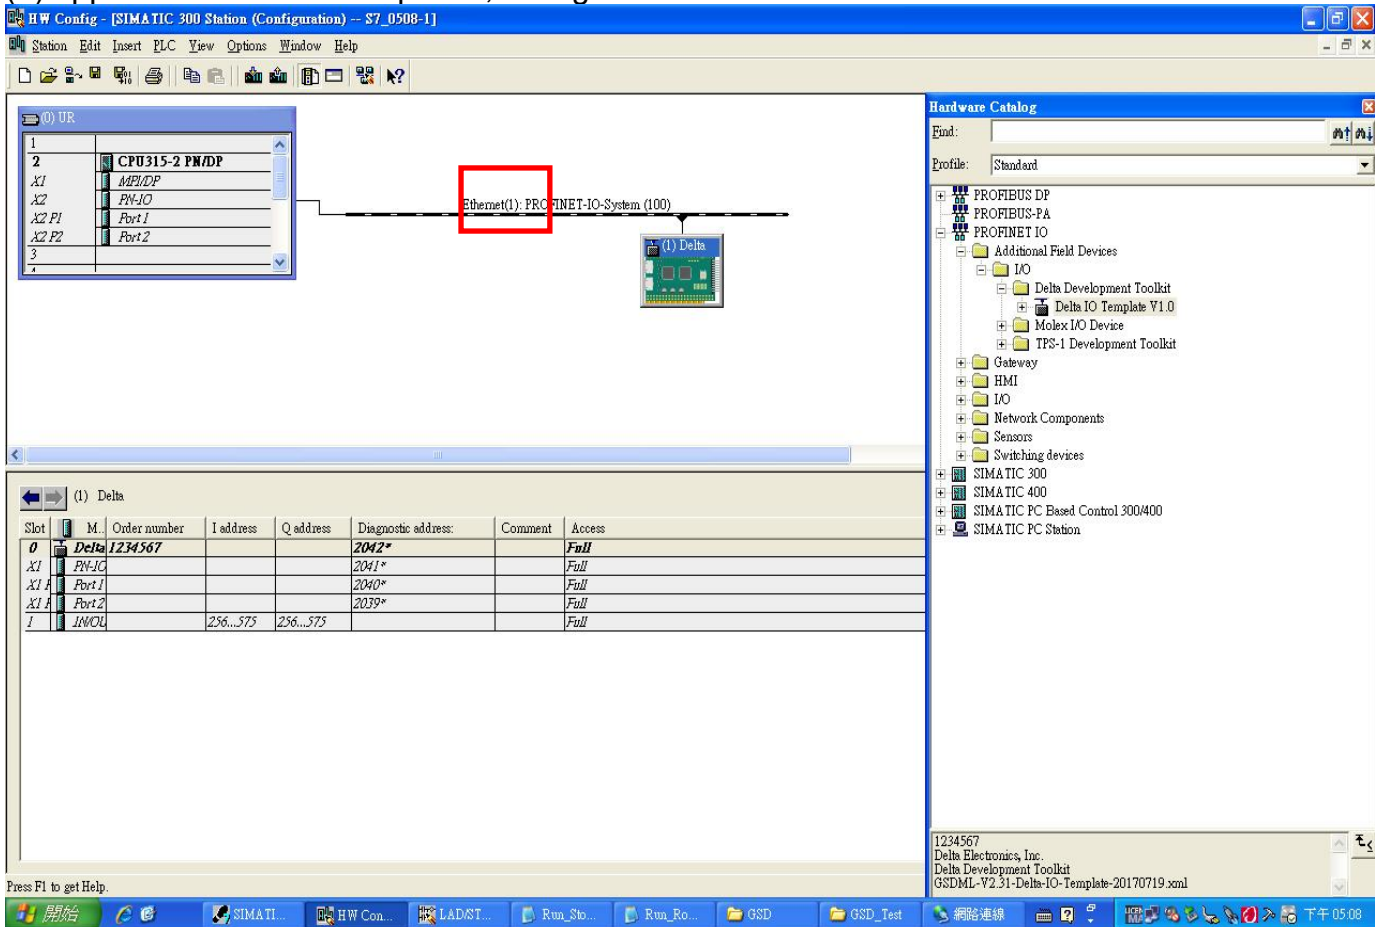 HW Config - [SIMATIC 300 Station (Configuration) -- S7_0508-1]
Station Edit Insert PLC View Options Window Help
(0) UR
1
2 CPU315-2 PN/DP
X1 MPI/DP
X2 PN-IO
X2 P1 Port 1
X2 P2 Port 2
3
Ethernet(1): PROFINET-IO-System (100)
(1) Delta
(1) Delta
Slot M.. Order number I address Q address Diagnostic address: Comment Access
0 Delta 1234567 2042* Full
X1 PN-IO 2041* Full
X1 P Port 1 2040* Full
X1 P Port 2 2039* Full
1 IN/OU 256...575 256...575 Full
Press F1 to get Help.
Hardware Catalog
Find:
Profile: Standard
PROFIBUS DP
PROFIBUS-PA
PROFINET IO
Additional Field Devices
I/O
Delta Development Toolkit
Delta IO Template V1.0
Molex I/O Device
TPS-1 Development Toolkit
Gateway
HMI
I/O
Network Components
Sensors
Switching devices
SIMATIC 300
SIMATIC 400
SIMATIC PC Based Control 300/400
SIMATIC PC Station
1234567
Delta Electronics, Inc.
Delta Development Toolkit
GSDML-V2.31-Delta-IO-Template-20170719.xml
開始 SIMATI... HW Con... LAD/ST... Run_Sto... Run_Ro... GSD GSD_Test 網路連線 下午 05:08